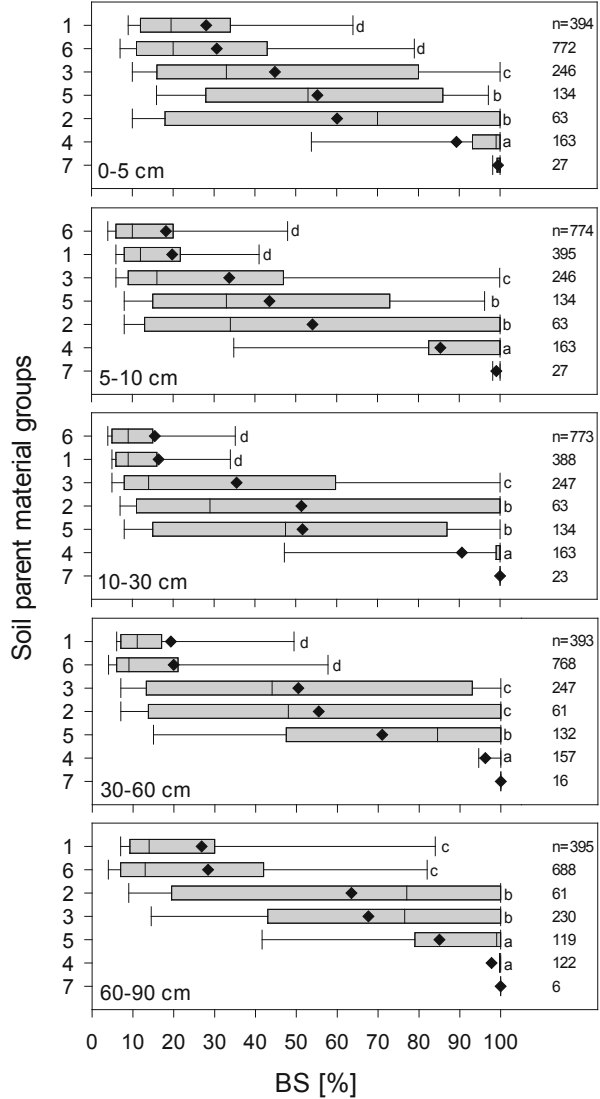 Soil parent material groups
1 d n=394
6 d 772
3 c 246
5 b 134
2 b 63
4 a 163
7 27
0-5 cm
6 d n=774
1 d 395
3 c 246
5 b 134
2 b 63
4 a 163
7 27
5-10 cm
6 d n=773
1 d 388
3 c 247
2 b 63
5 b 134
4 a 163
7 23
10-30 cm
1 d n=393
6 d 768
3 c 247
2 c 61
5 b 132
4 a 157
7 16
30-60 cm
1 c n=395
6 c 688
2 b 61
3 b 230
5 a 119
4 a 122
7 6
60-90 cm
0 10 20 30 40 50 60 70 80 90 100
BS [%]